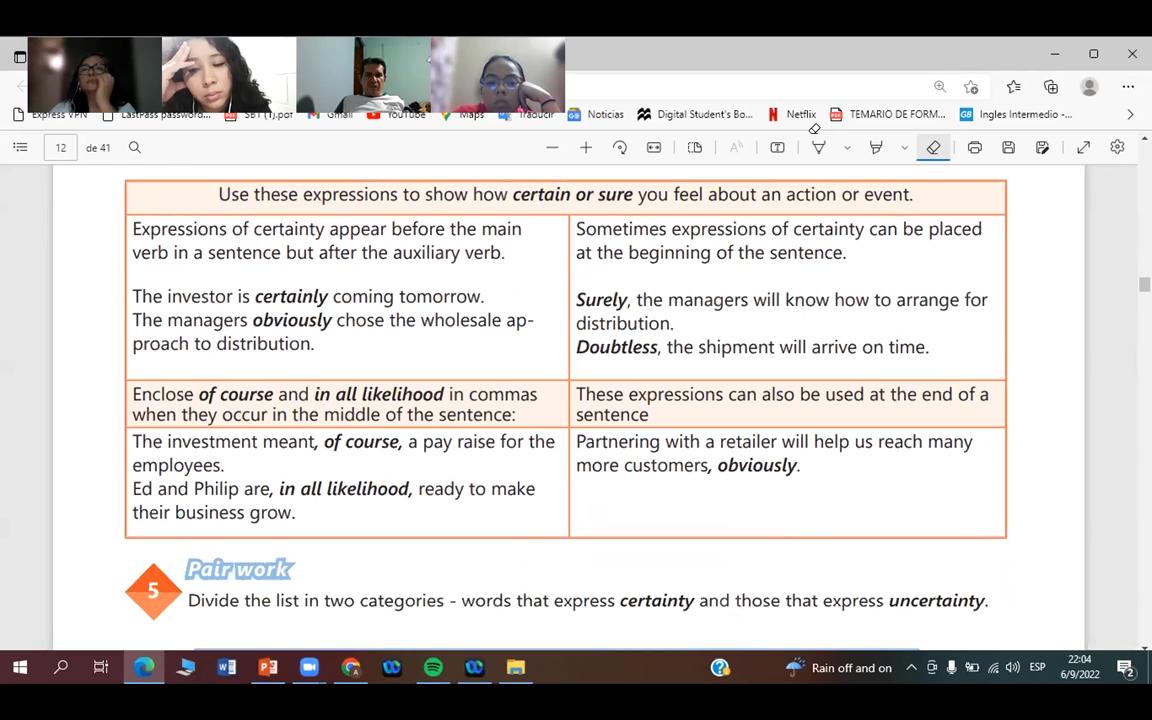 Express VPN
LastPass password...
SBT (1).pdf
Gmail
YouTube
Maps
Traducir
Noticias
Digital Student's Bo...
Netflix
TEMARIO DE FORM...
Ingles Intermedio -...
12 de 41
Use these expressions to show how certain or sure you feel about an action or event.
Expressions of certainty appear before the main
verb in a sentence but after the auxiliary verb.
The investor is certainly coming tomorrow.
The managers obviously chose the wholesale ap-
proach to distribution.
Sometimes expressions of certainty can be placed
at the beginning of the sentence.
Surely, the managers will know how to arrange for
distribution.
Doubtless, the shipment will arrive on time.
Enclose of course and in all likelihood in commas
when they occur in the middle of the sentence:
These expressions can also be used at the end of a
sentence
The investment meant, of course, a pay raise for the
employees.
Ed and Philip are, in all likelihood, ready to make
their business grow.
Partnering with a retailer will help us reach many
more customers, obviously.
Pair work
5
Divide the list in two categories - words that express certainty and those that express uncertainty.
Rain off and on
ESP
22:04
6/9/2022
2